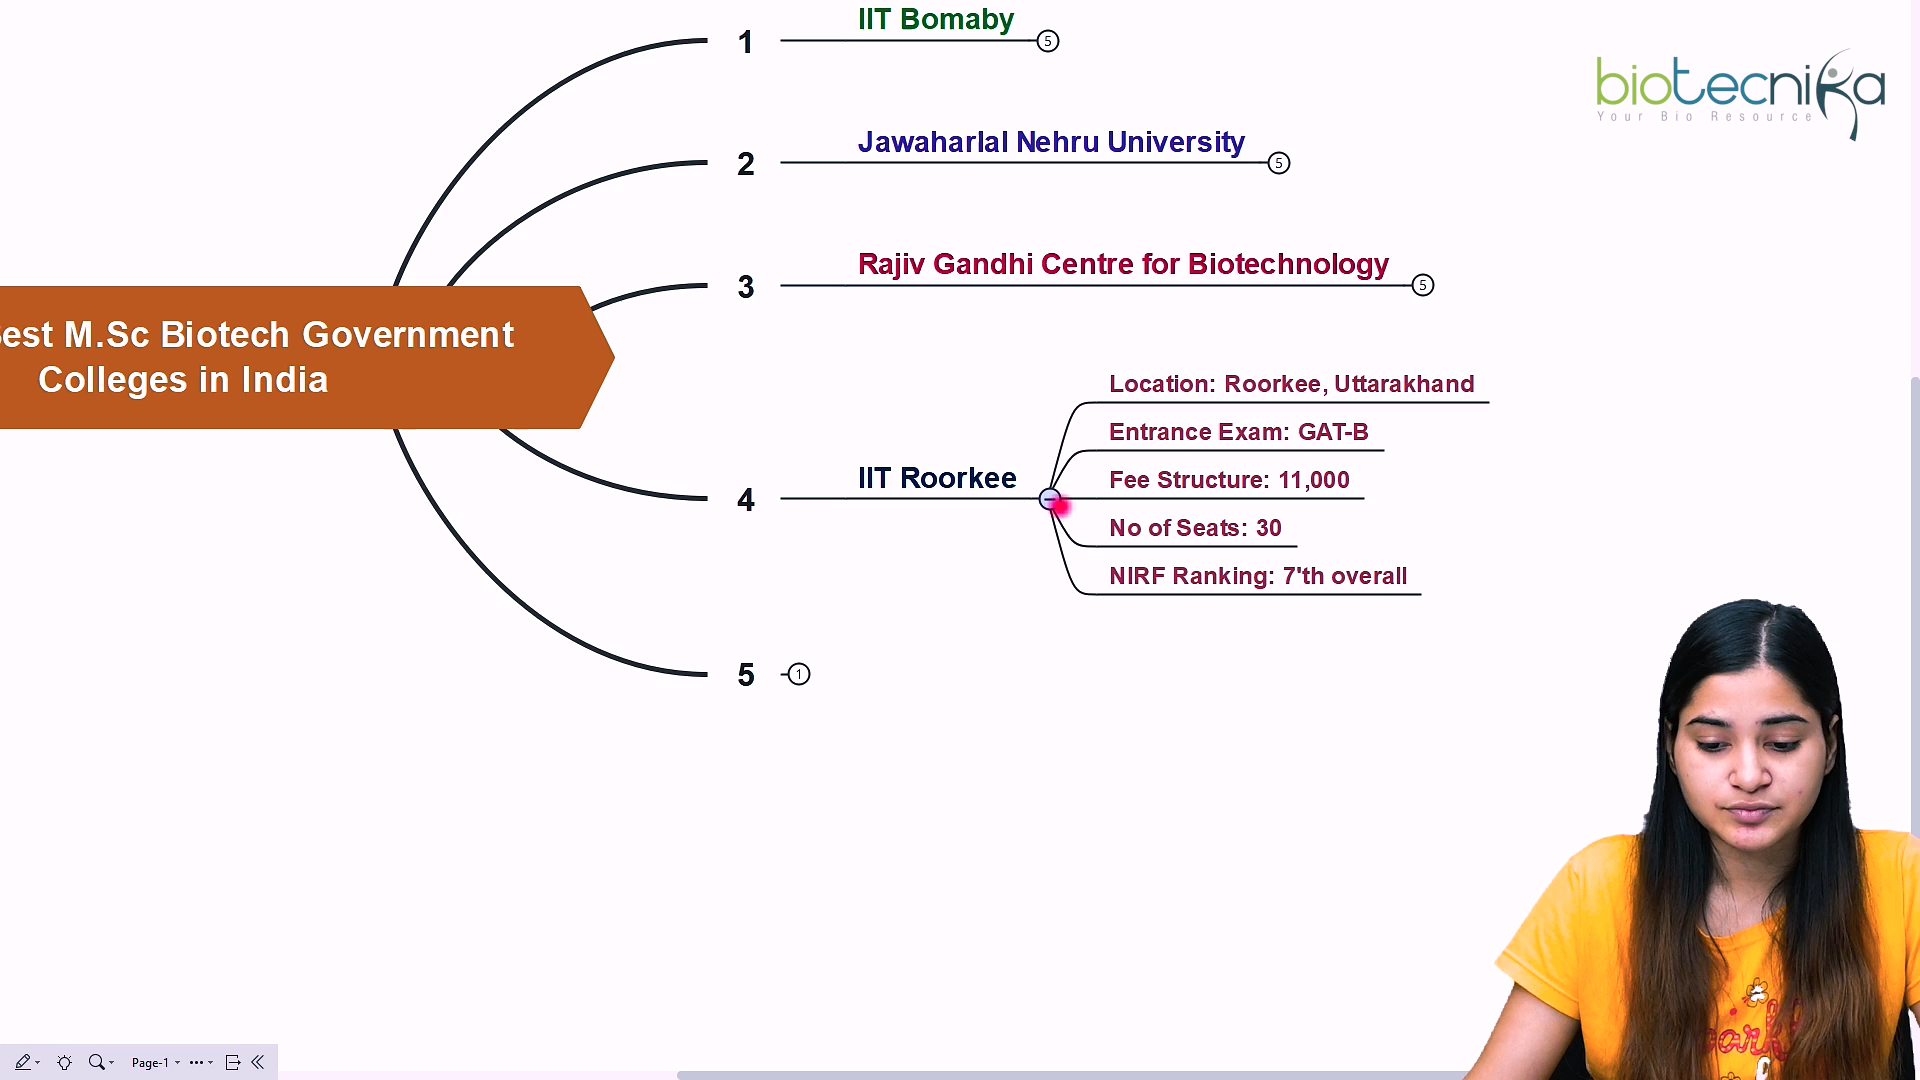 1
IIT Bomaby
5
biotecnika
Your Bio Resource
2
Jawaharlal Nehru University
5
3
Rajiv Gandhi Centre for Biotechnology
5
M.Sc Biotech Government
Colleges in India
4
IIT Roorkee
Location: Roorkee, Uttarakhand
Entrance Exam: GAT-B
Fee Structure: 11,000
No of Seats: 30
NIRF Ranking: 7'th overall
5
1
Page-1